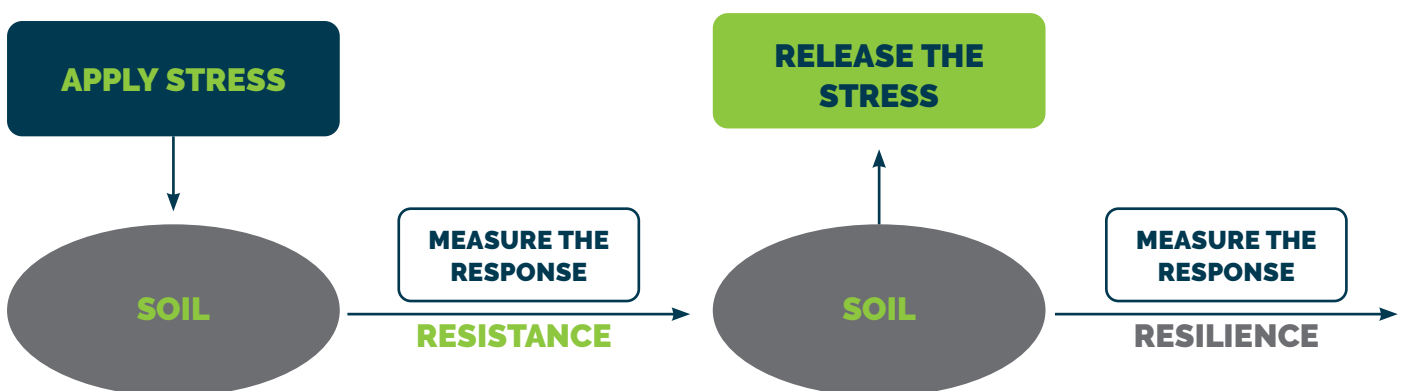 APPLY STRESS
RELEASE THE
STRESS
SOIL
MEASURE THE
RESPONSE
RESISTANCE
SOIL
MEASURE THE
RESPONSE
RESILIENCE